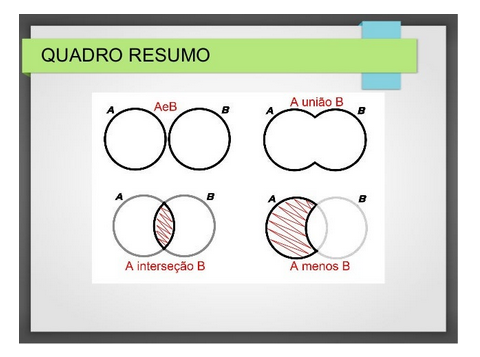 QUADRO RESUMO
A AeB B
A união B
A B
A B
A interseção B
A B
A menos B